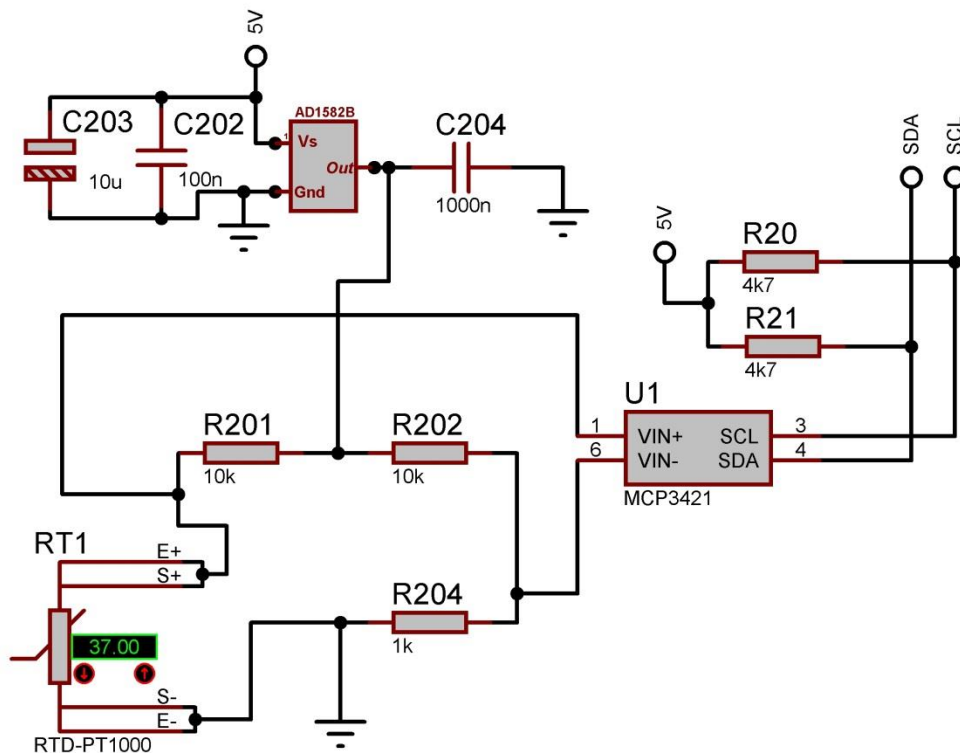 5V
AD1582B
C203
C202
C204
1 Vs
Out
Gnd
10u
100n
1000n
SDA
SCL
5V
R20
4k7
R21
4k7
U1
R201
R202
10k
10k
1 VIN+ SCL 3
6 VIN- SDA 4
MCP3421
RT1
E+
S+
R204
1k
37.00
S-
E-
RTD-PT1000